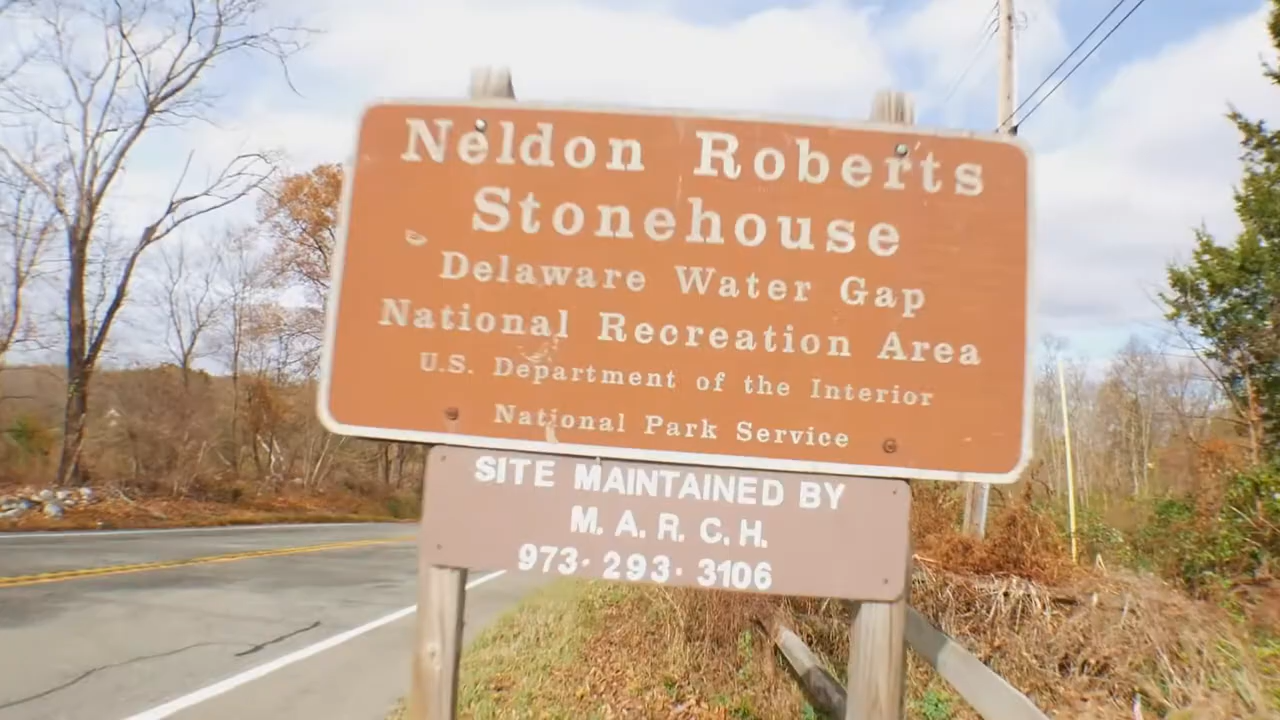 Neldon Roberts
Stonehouse
Delaware Water Gap
National Recreation Area
U.S. Department of the Interior
National Park Service
SITE MAINTAINED BY
M. A. R. C. H.
973· 293· 3106